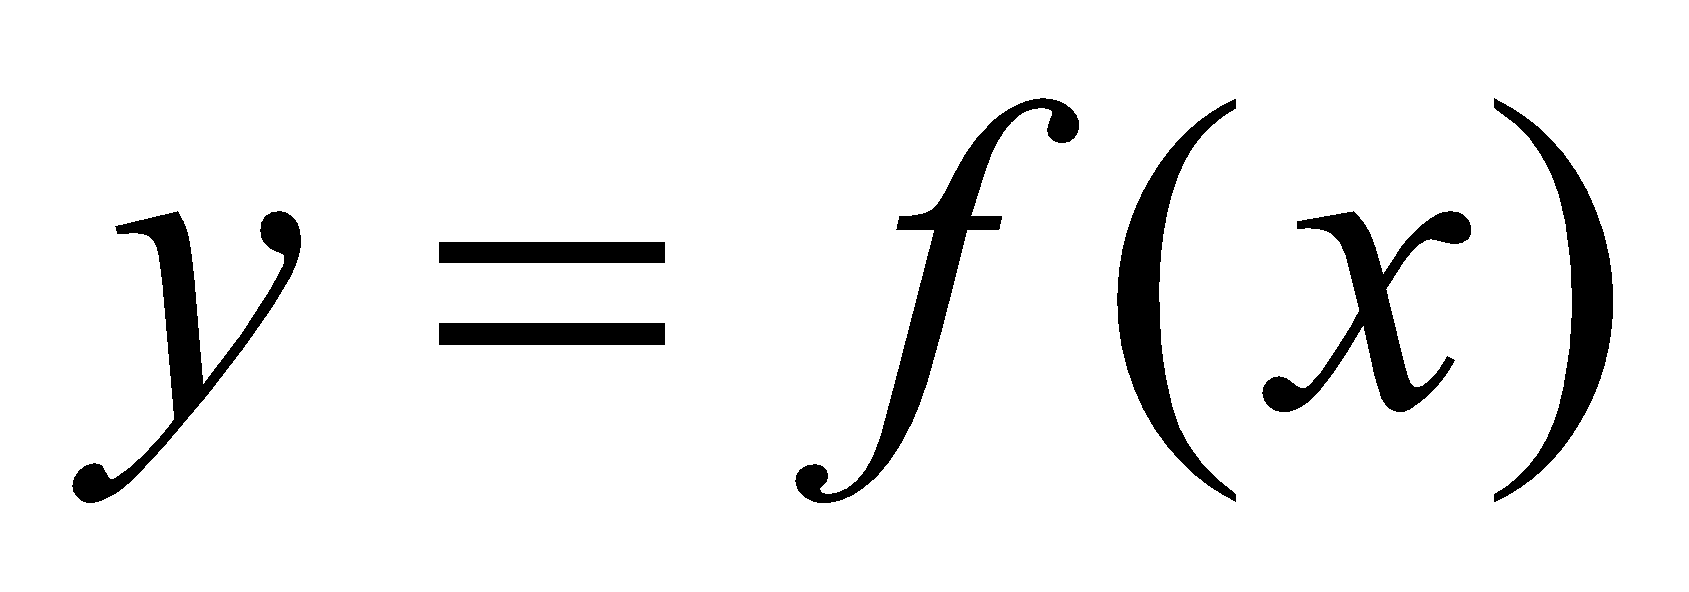 y = f(x)